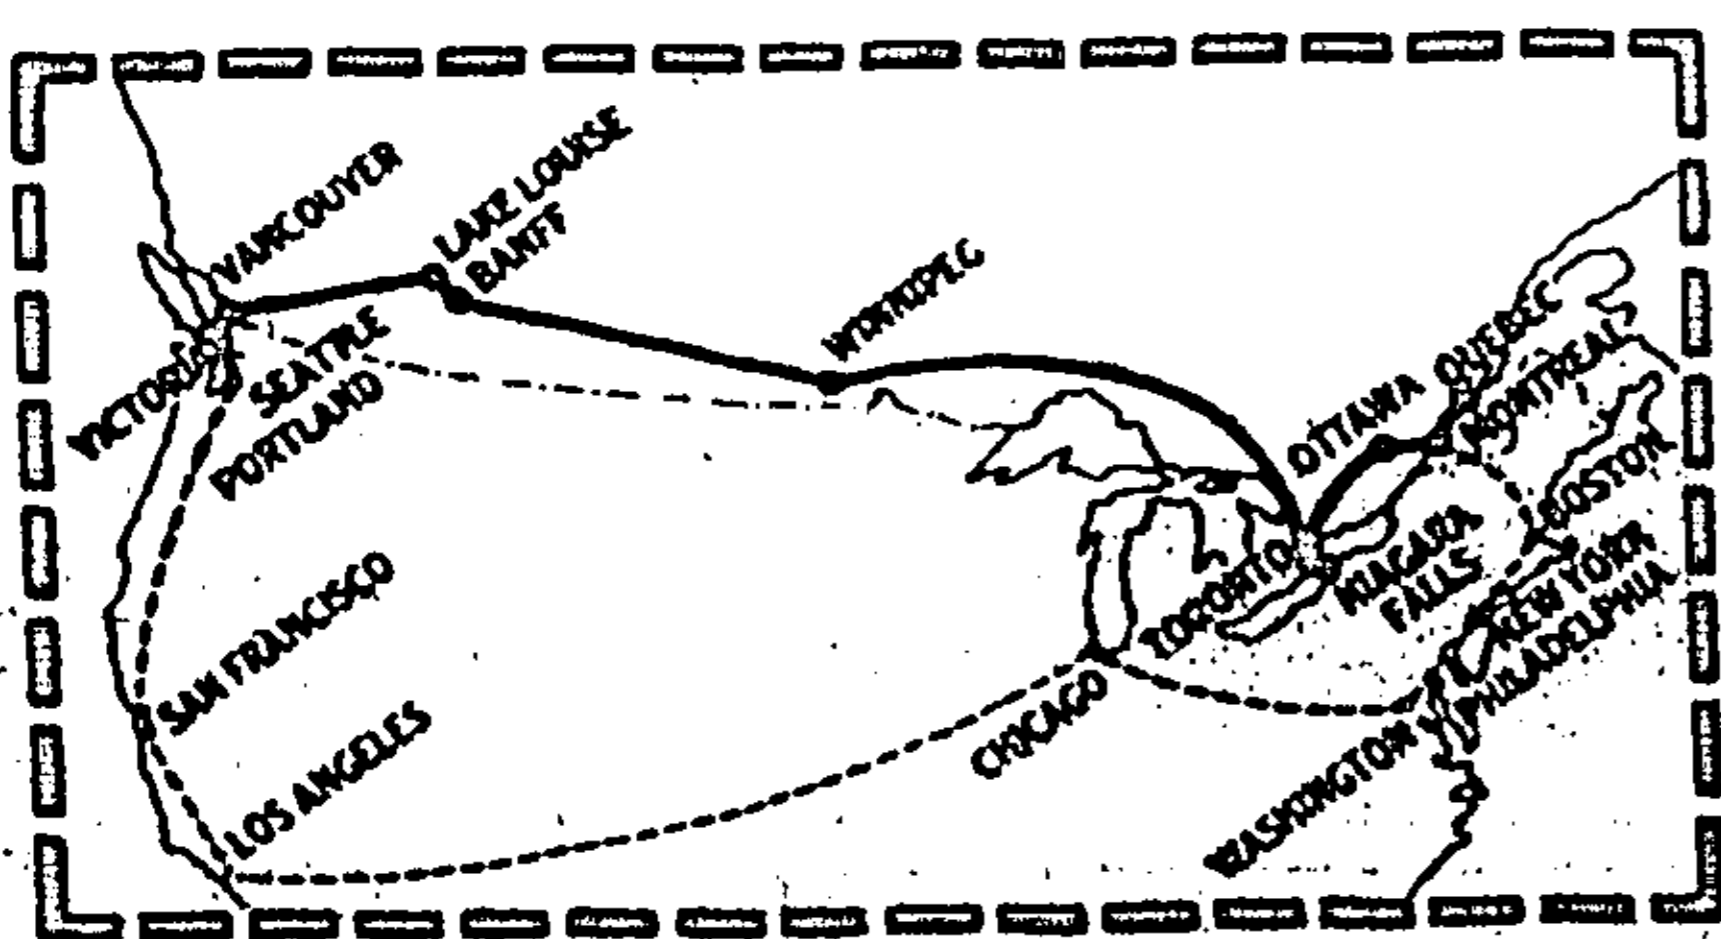 VANCOUVER
LAKE LOUISE
BANFF
WINNIPEG
VICTORIA
SEATTLE
PORTLAND
OTTAWA
QUEBEC
MONTREAL
BOSTON
NIAGARA
FALLS
TORONTO
NEW YORK
PHILADELPHIA
SAN FRANCISCO
LOS ANGELES
CHICAGO
WASHINGTON